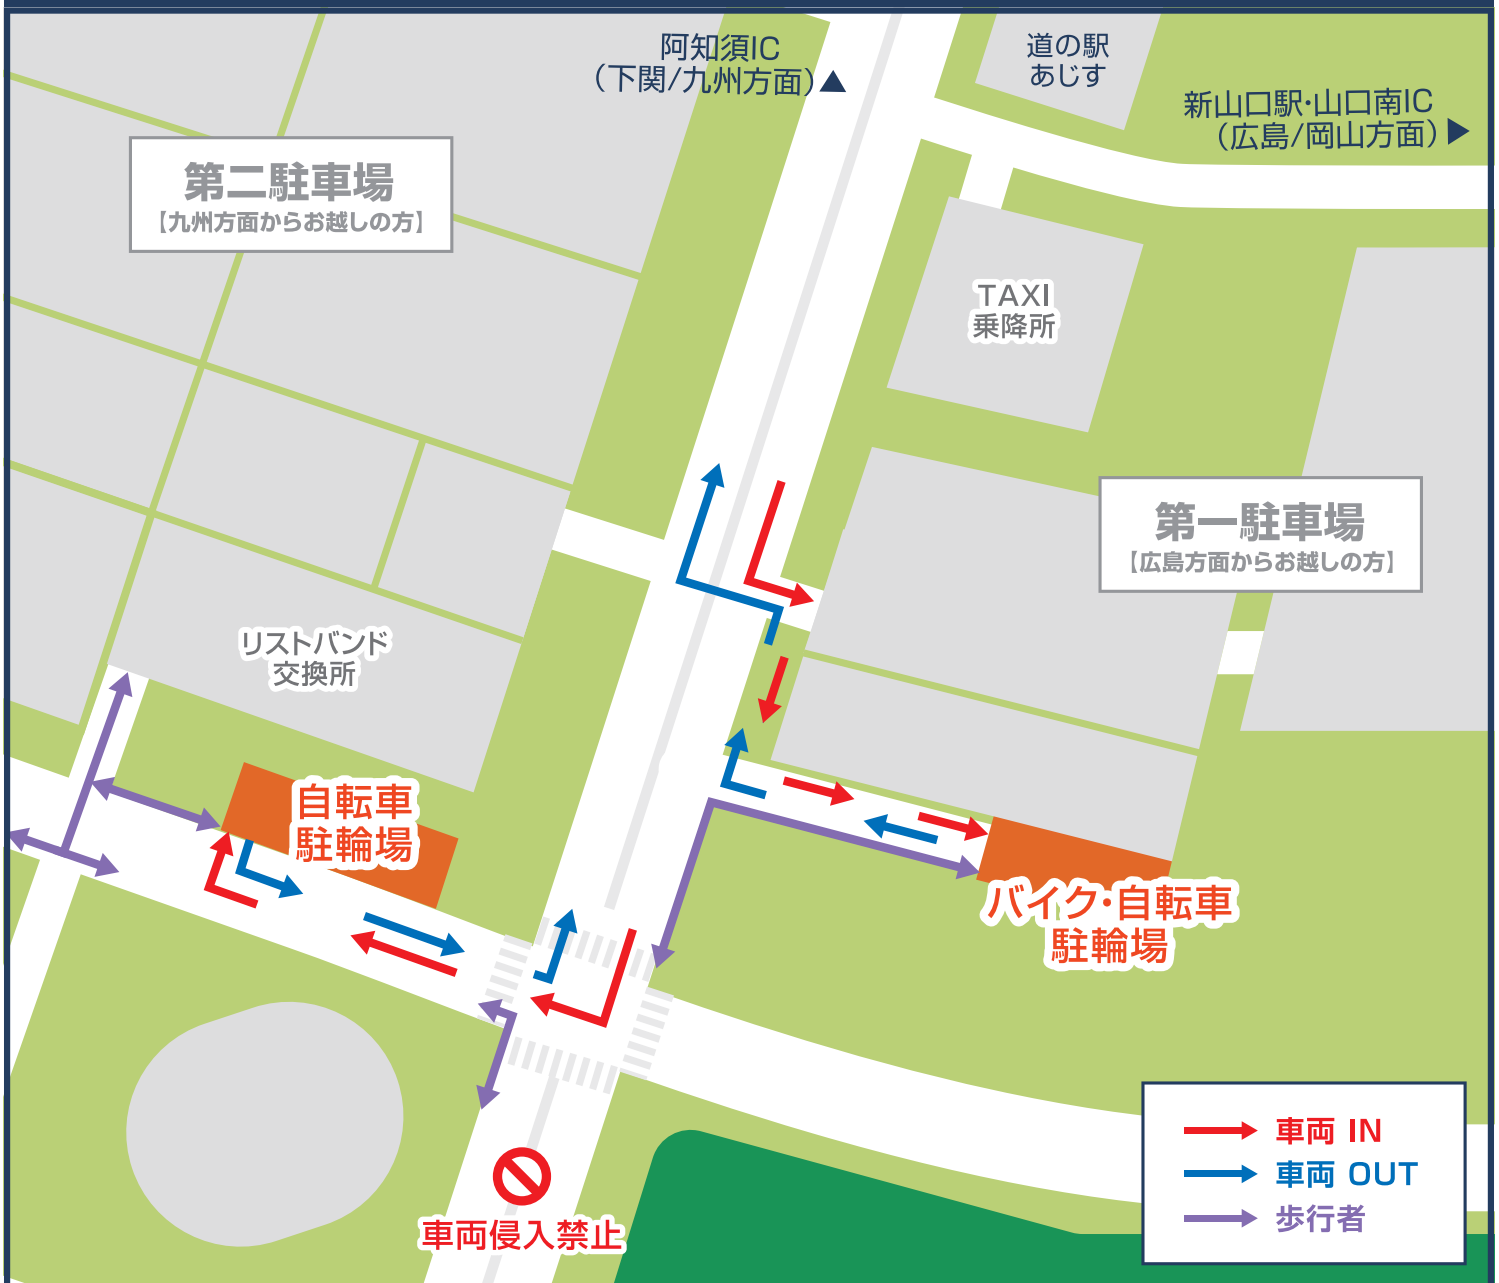 阿知須IC
（下関/九州方面）▲
道の駅
あじす
新山口駅・山口南IC
（広島/岡山方面）▶
第二駐車場
【九州方面からお越しの方】
TAXI
乗降所
第一駐車場
【広島方面からお越しの方】
リストバンド
交換所
自転車
駐輪場
バイク・自転車
駐輪場
車両侵入禁止
車両 IN
車両 OUT
歩行者